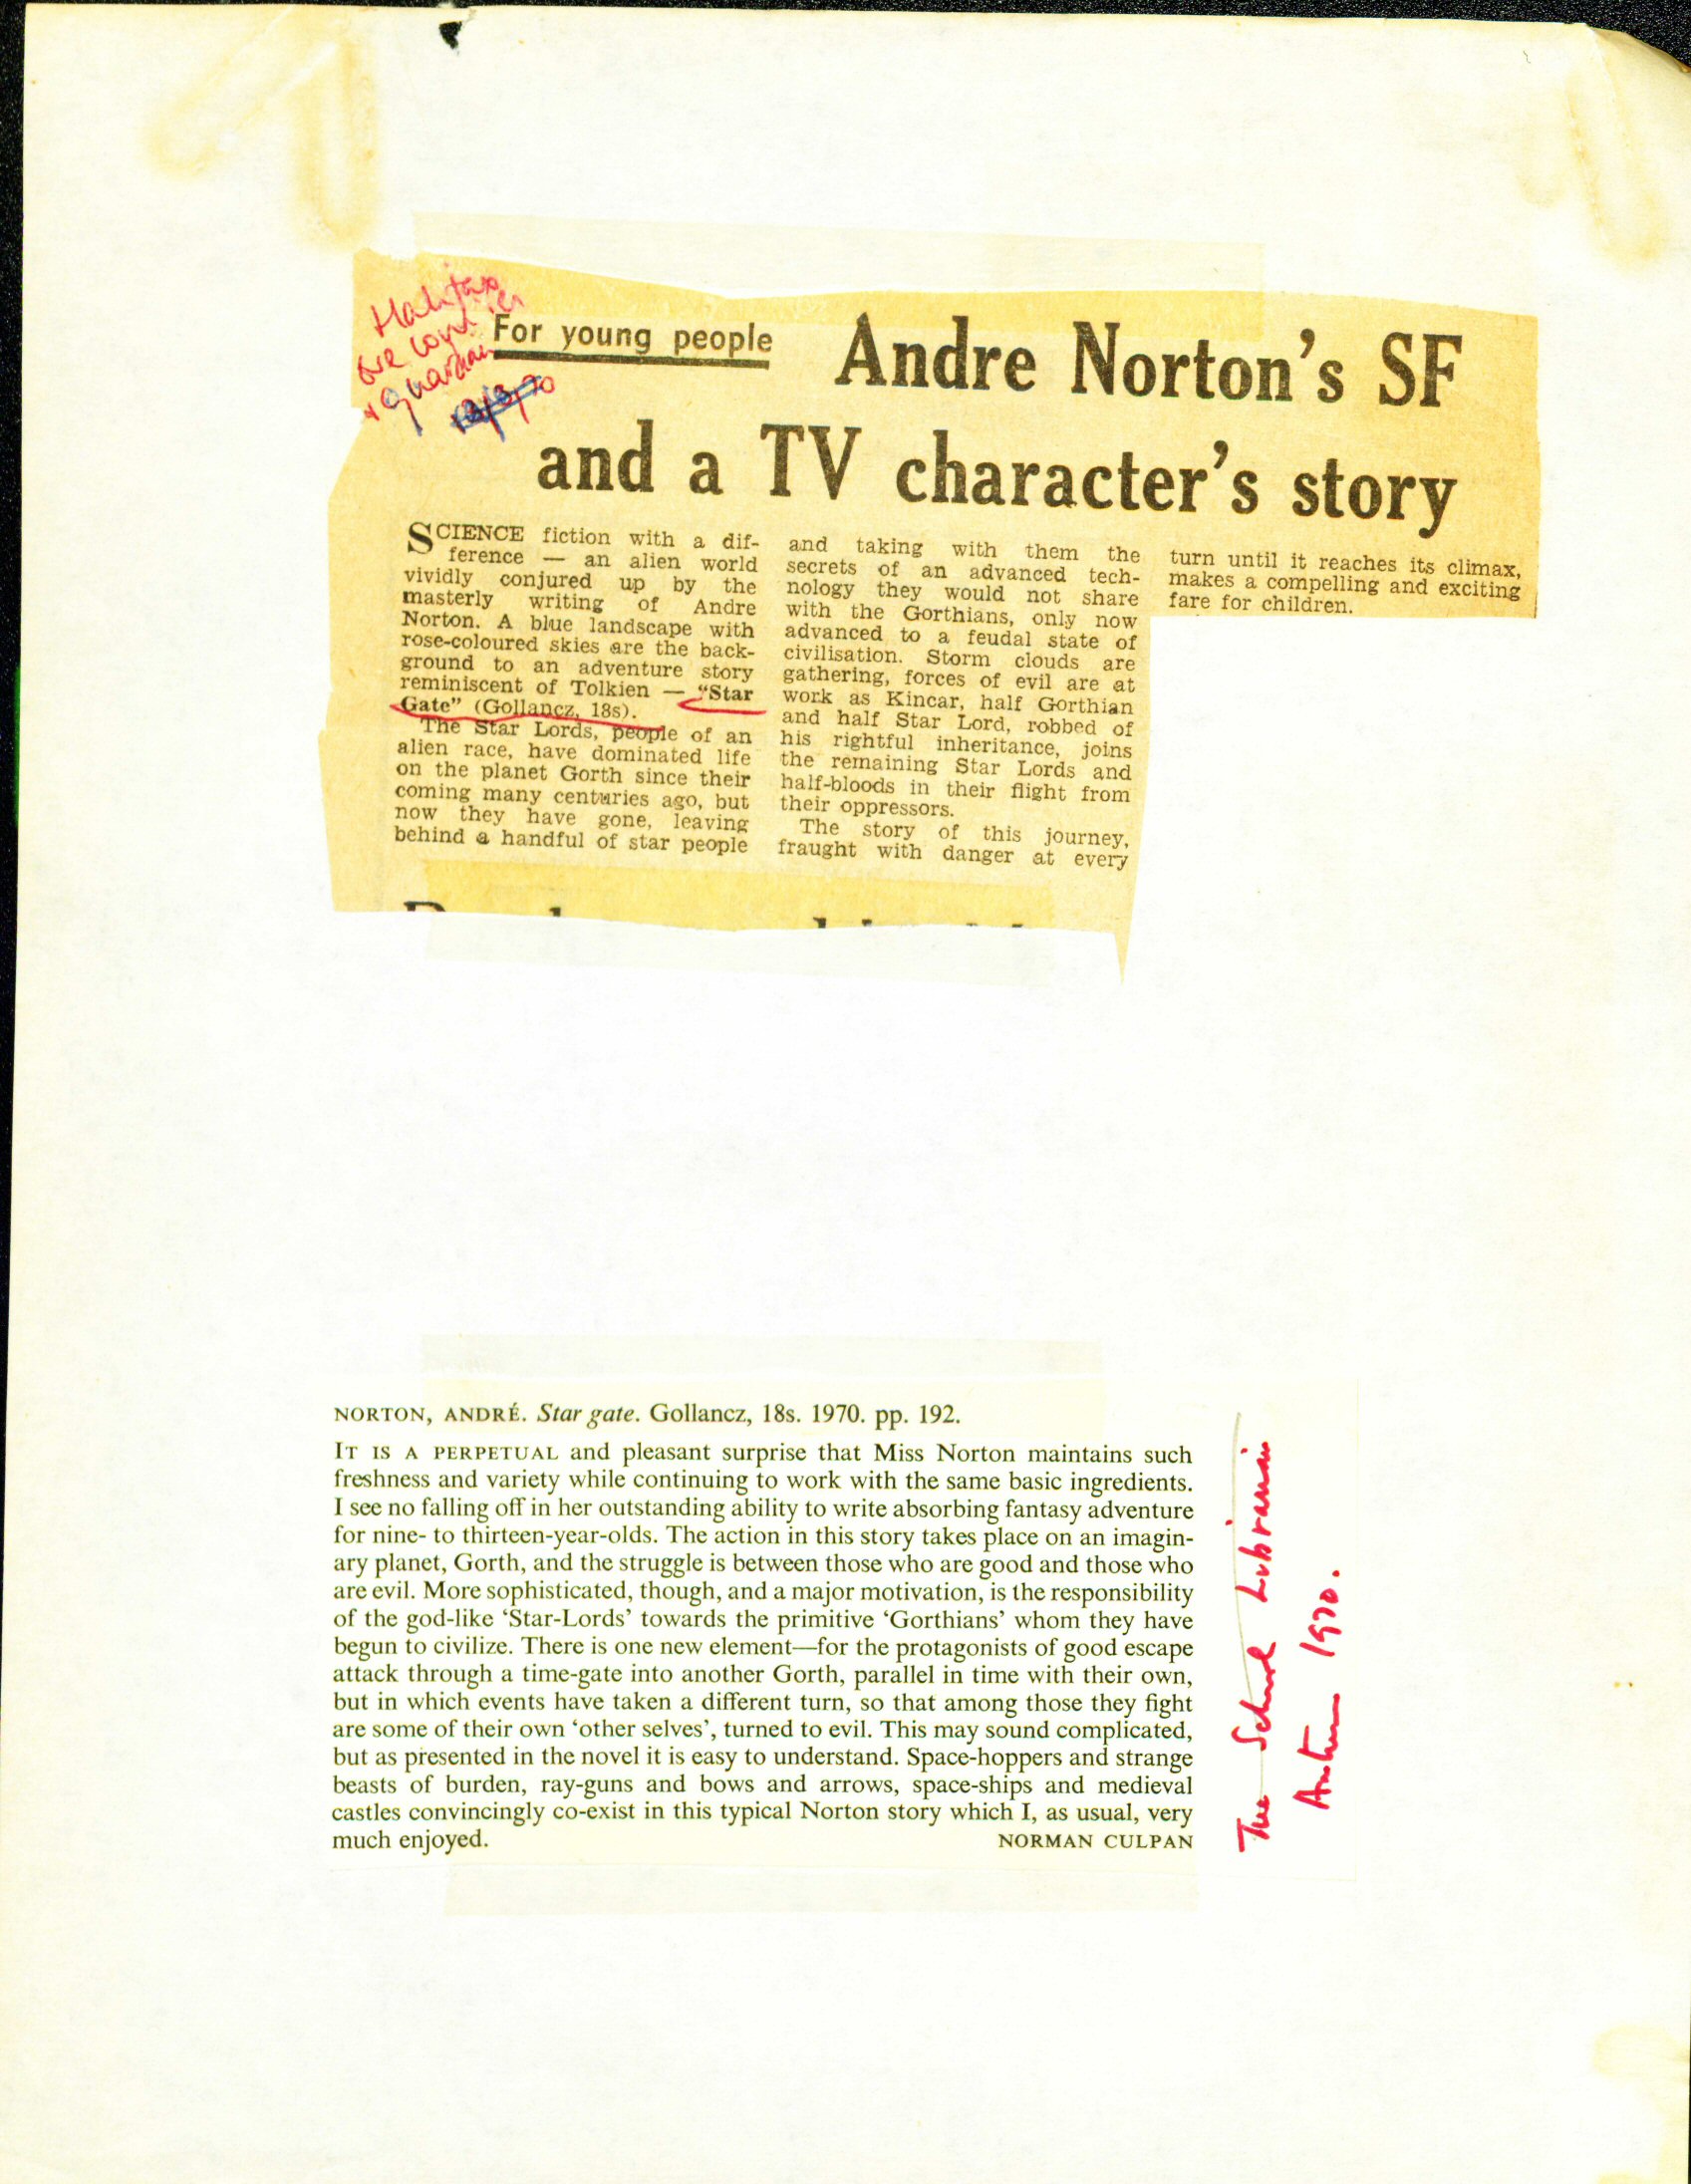 Halifax
eve courier
+ guardian
For young people
Andre Norton's SF
and a TV character's story
SCIENCE fiction with a dif-
ference — an alien world
vividly conjured up by the
masterly writing of Andre
Norton. A blue landscape with
rose-coloured skies are the back-
ground to an adventure story
reminiscent of Tolkien — "Star
Gate" (Gollancz, 18s).
The Star Lords, people of an
alien race, have dominated life
on the planet Gorth since their
coming many centuries ago, but
now they have gone, leaving
behind a handful of star people
and taking with them the
secrets of an advanced tech-
nology they would not share
with the Gorthians, only now
advanced to a feudal state of
civilisation. Storm clouds are
gathering, forces of evil are at
work as Kincar, half Gorthian
and half Star Lord, robbed of
his rightful inheritance, joins
the remaining Star Lords and
half-bloods in their flight from
their oppressors.
The story of this journey,
fraught with danger at every
turn until it reaches its climax,
makes a compelling and exciting
fare for children.
NORTON, ANDRÉ. Star gate. Gollancz, 18s. 1970. pp. 192.
IT IS A PERPETUAL and pleasant surprise that Miss Norton maintains such
freshness and variety while continuing to work with the same basic ingredients.
I see no falling off in her outstanding ability to write absorbing fantasy adventure
for nine- to thirteen-year-olds. The action in this story takes place on an imagin-
ary planet, Gorth, and the struggle is between those who are good and those who
are evil. More sophisticated, though, and a major motivation, is the responsibility
of the god-like 'Star-Lords' towards the primitive 'Gorthians' whom they have
begun to civilize. There is one new element—for the protagonists of good escape
attack through a time-gate into another Gorth, parallel in time with their own,
but in which events have taken a different turn, so that among those they fight
are some of their own 'other selves', turned to evil. This may sound complicated,
but as presented in the novel it is easy to understand. Space-hoppers and strange
beasts of burden, ray-guns and bows and arrows, space-ships and medieval
castles convincingly co-exist in this typical Norton story which I, as usual, very
much enjoyed. NORMAN CULPAN
The School Librarian
Autumn 1970.